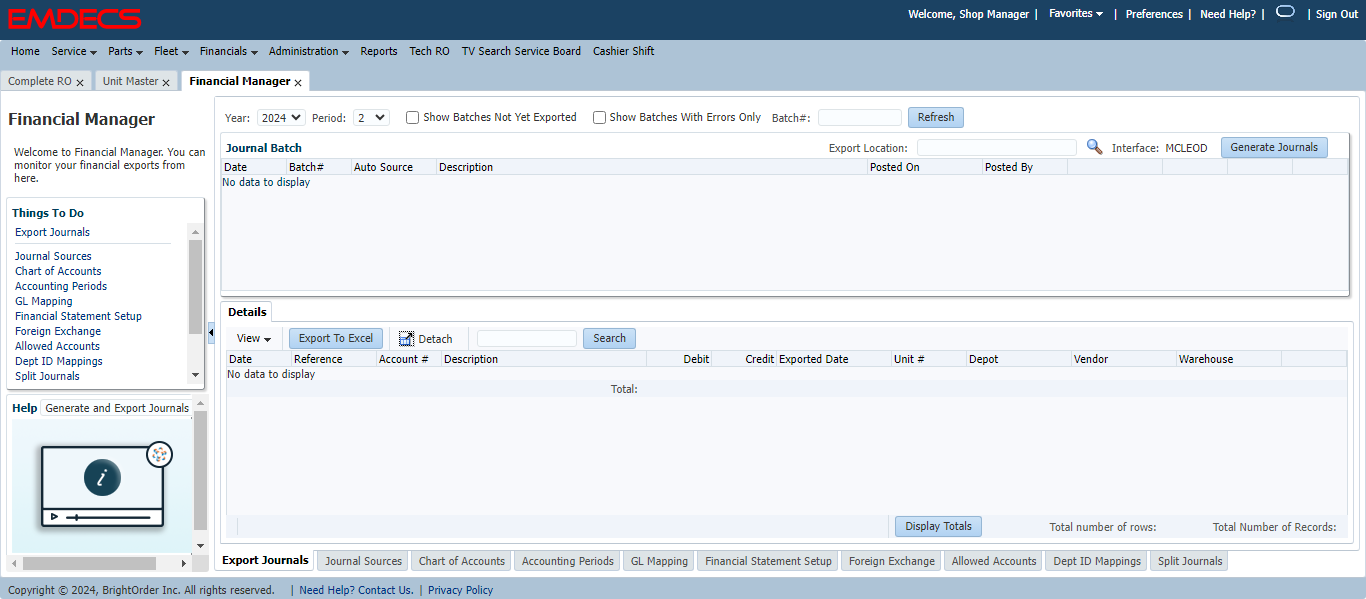 EMDECS
Welcome, Shop Manager | Favorites | Preferences | Need Help? | | Sign Out
Home Service Parts Fleet Financials Administration Reports Tech RO TV Search Service Board Cashier Shift
Complete RO x Unit Master x Financial Manager x
Financial Manager
Welcome to Financial Manager. You can
monitor your financial exports from
here.
Things To Do
Export Journals
Journal Sources
Chart of Accounts
Accounting Periods
GL Mapping
Financial Statement Setup
Foreign Exchange
Allowed Accounts
Dept ID Mappings
Split Journals
Help Generate and Export Journals
i
Year: 2024 Period: 2 Show Batches Not Yet Exported Show Batches With Errors Only Batch#: Refresh
Journal Batch Export Location: Interface: MCLEOD Generate Journals
Date Batch# Auto Source Description Posted On Posted By
No data to display
Details
View Export To Excel Detach Search
Date Reference Account # Description Debit Credit Exported Date Unit # Depot Vendor Warehouse
No data to display
Total:
Display Totals Total number of rows: Total Number of Records:
Export Journals Journal Sources Chart of Accounts Accounting Periods GL Mapping Financial Statement Setup Foreign Exchange Allowed Accounts Dept ID Mappings Split Journals
Copyright © 2024, BrightOrder Inc. All rights reserved. | Need Help? Contact Us. | Privacy Policy